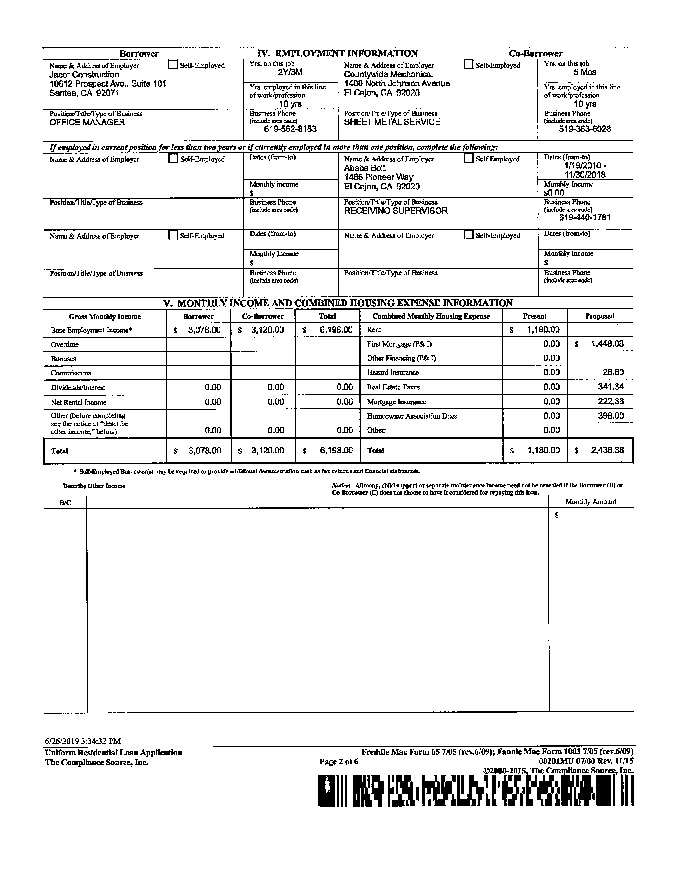 Borrower IV. EMPLOYMENT INFORMATION Co-Borrower
Name & Address of Employer Self-Employed Yrs. on this job Name & Address of Employer Self-Employed Yrs. on this job
Jacor Construction 2Y/3M Countywide Mechanical 5 Mos
10612 Prospect Ave., Suite 101 1400 North Johnson Avenue
Santee, CA 92071 Yrs. employed in this line of work/profession El Cajon, CA 92020 Yrs. employed in this line of work/profession
10 yrs 10 yrs
Position/Title/Type of Business Business Phone (include area code) Position/Title/Type of Business Business Phone (include area code)
OFFICE MANAGER 619-562-8153 SHEET METAL SERVICE 619-363-6928
If employed in current position for less than two years or if currently employed in more than one position, complete the following:
Name & Address of Employer Self-Employed Dates (from-to) Name & Address of Employer Self Employed Dates (from-to)
1/19/2010 -
1485 Pioneer Way 11/30/2018
Monthly income El Cajon, CA 92020 Monthly Income
$ $0.00
Position/Title/Type of Business Business Phone (include area code) Position/Title/Type of Business Business Phone (include area code)
RECEIVING SUPERVISOR 619-440-1761
Name & Address of Employer Self-Employed Dates (from-to) Name & Address of Employer Self-Employed Dates (from-to)
Monthly Income Monthly Income
$ $
Position/Title/Type of Business Business Phone (include area code) Position/Title/Type of Business Business Phone (include area code)
V. MONTHLY INCOME AND COMBINED HOUSING EXPENSE INFORMATION
Gross Monthly Income Borrower Co-Borrower Total Combined Monthly Housing Expense Present Proposed
Base Employment Income* $ 3,078.00 $ 3,120.00 $ 6,198.00 Rent $ 1,180.00
Overtime First Mortgage (P&I) 0.00 $ 1,448.03
Bonuses Other Financing (P&I) 0.00
Commissions Hazard Insurance 0.00 28.80
Dividends/Interest 0.00 0.00 0.00 Real Estate Taxes 0.00 341.34
Net Rental Income 0.00 0.00 0.00 Mortgage Insurance 0.00 222.33
Other (before completing, Homeowner Association Dues 0.00 398.00
see the notice in "describe
other income," below) 0.00 0.00 0.00 Other 0.00
Total $ 3,078.00 $ 3,120.00 $ 6,198.00 Total $ 1,180.00 $ 2,438.38
* Self-Employed Borrower(s) may be required to provide additional documentation such as tax returns and financial statements.
Describe Other Income Notice: Alimony, child support, or separate maintenance income need not be revealed if the Borrower (B) or
Co-Borrower (C) does not choose to have it considered for repaying this loan.
B/C Monthly Amount
$
6/26/2019 3:34:32 PM
Uniform Residential Loan Application Freddie Mac Form 65 7/05 (rev.6/09); Fannie Mae Form 1003 7/05 (rev.6/09)
The Compliance Source, Inc. Page 2 of 6 00201MU 07/00 Rev. 11/15
©2000-2015, The Compliance Source, Inc.